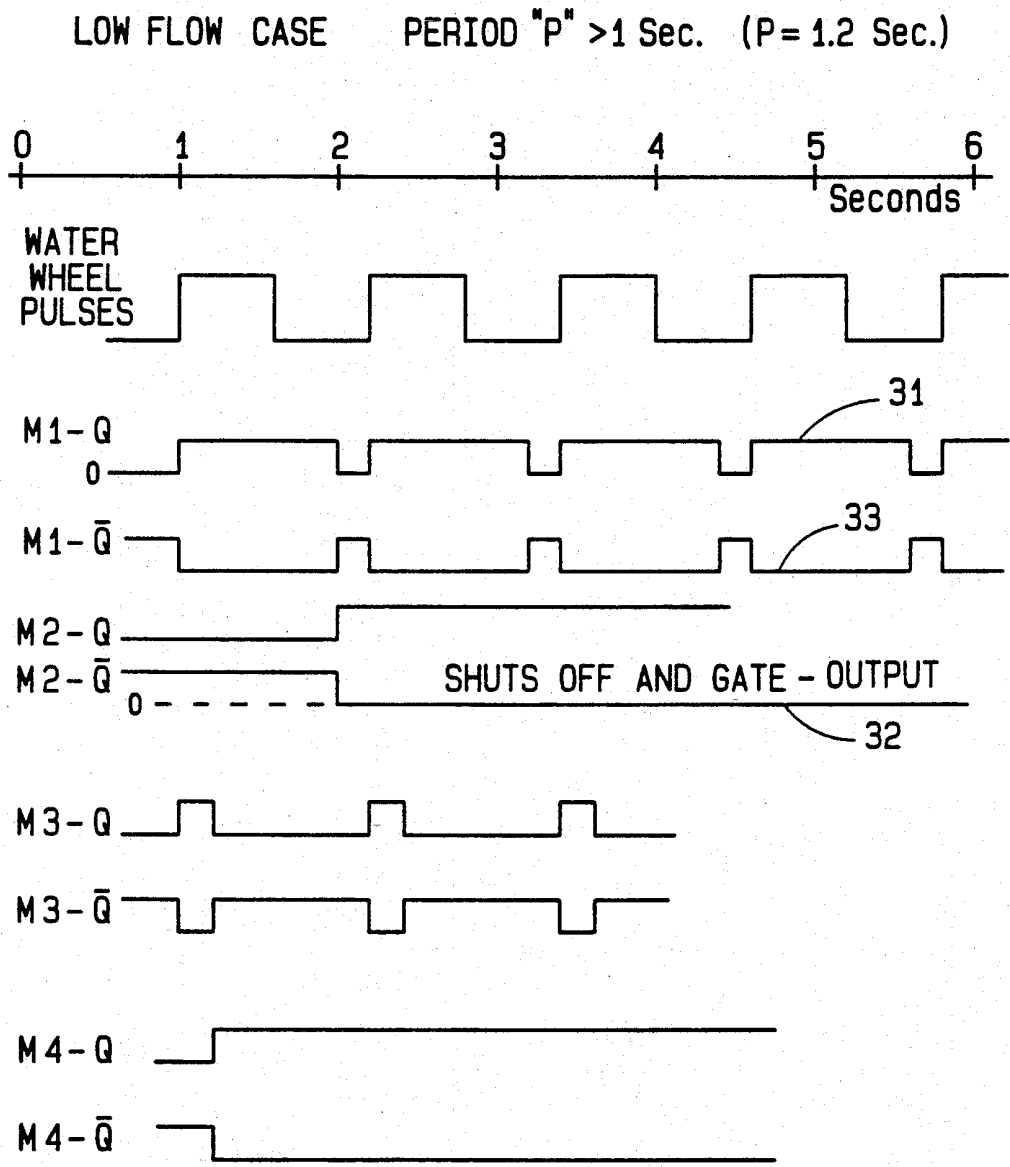 LOW FLOW CASE PERIOD "P" >1 Sec. (P= 1.2 Sec.)
0 1 2 3 4 5 6
Seconds
WATER
WHEEL
PULSES
31
M1-Q
0
33
M1-Q̅
M2-Q
M2-Q̅ SHUTS OFF AND GATE - OUTPUT
0
32
M3-Q
M3-Q̅
M4-Q
M4-Q̅